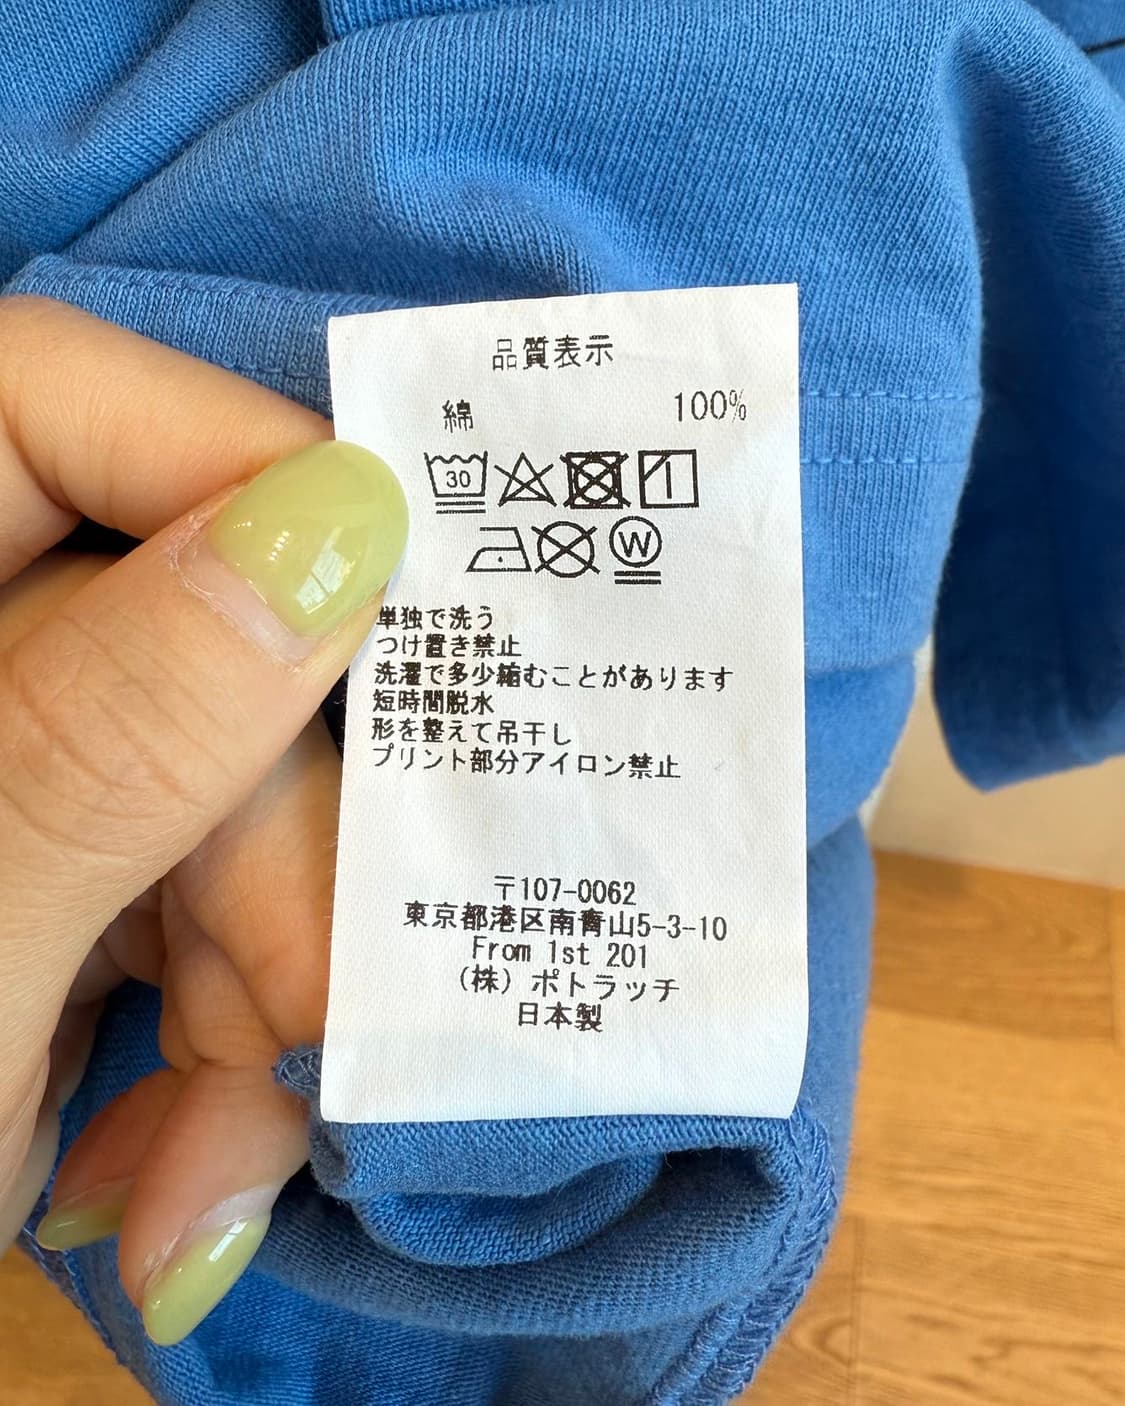 品質表示
綿 100%
30
W
単独で洗う
つけ置き禁止
洗濯で多少縮むことがあります
短時間脱水
形を整えて吊干し
プリント部分アイロン禁止
〒107-0062
東京都港区南青山5-3-10
From 1st 201
(株) ポトラッチ
日本製